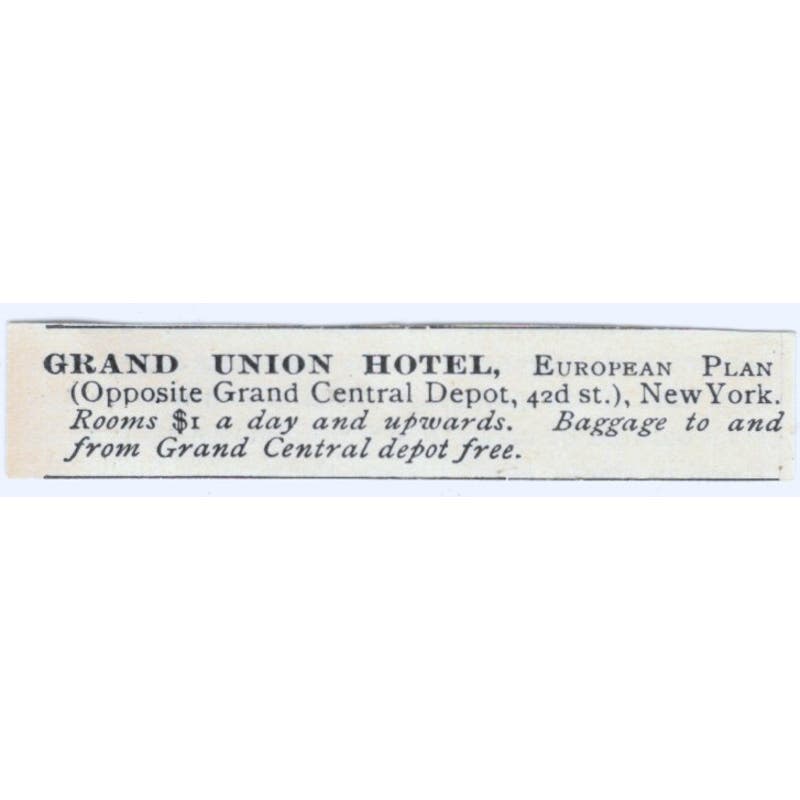 GRAND UNION HOTEL, EUROPEAN PLAN
(Opposite Grand Central Depot, 42d st.), New York.
Rooms $1 a day and upwards. Baggage to and
from Grand Central depot free.